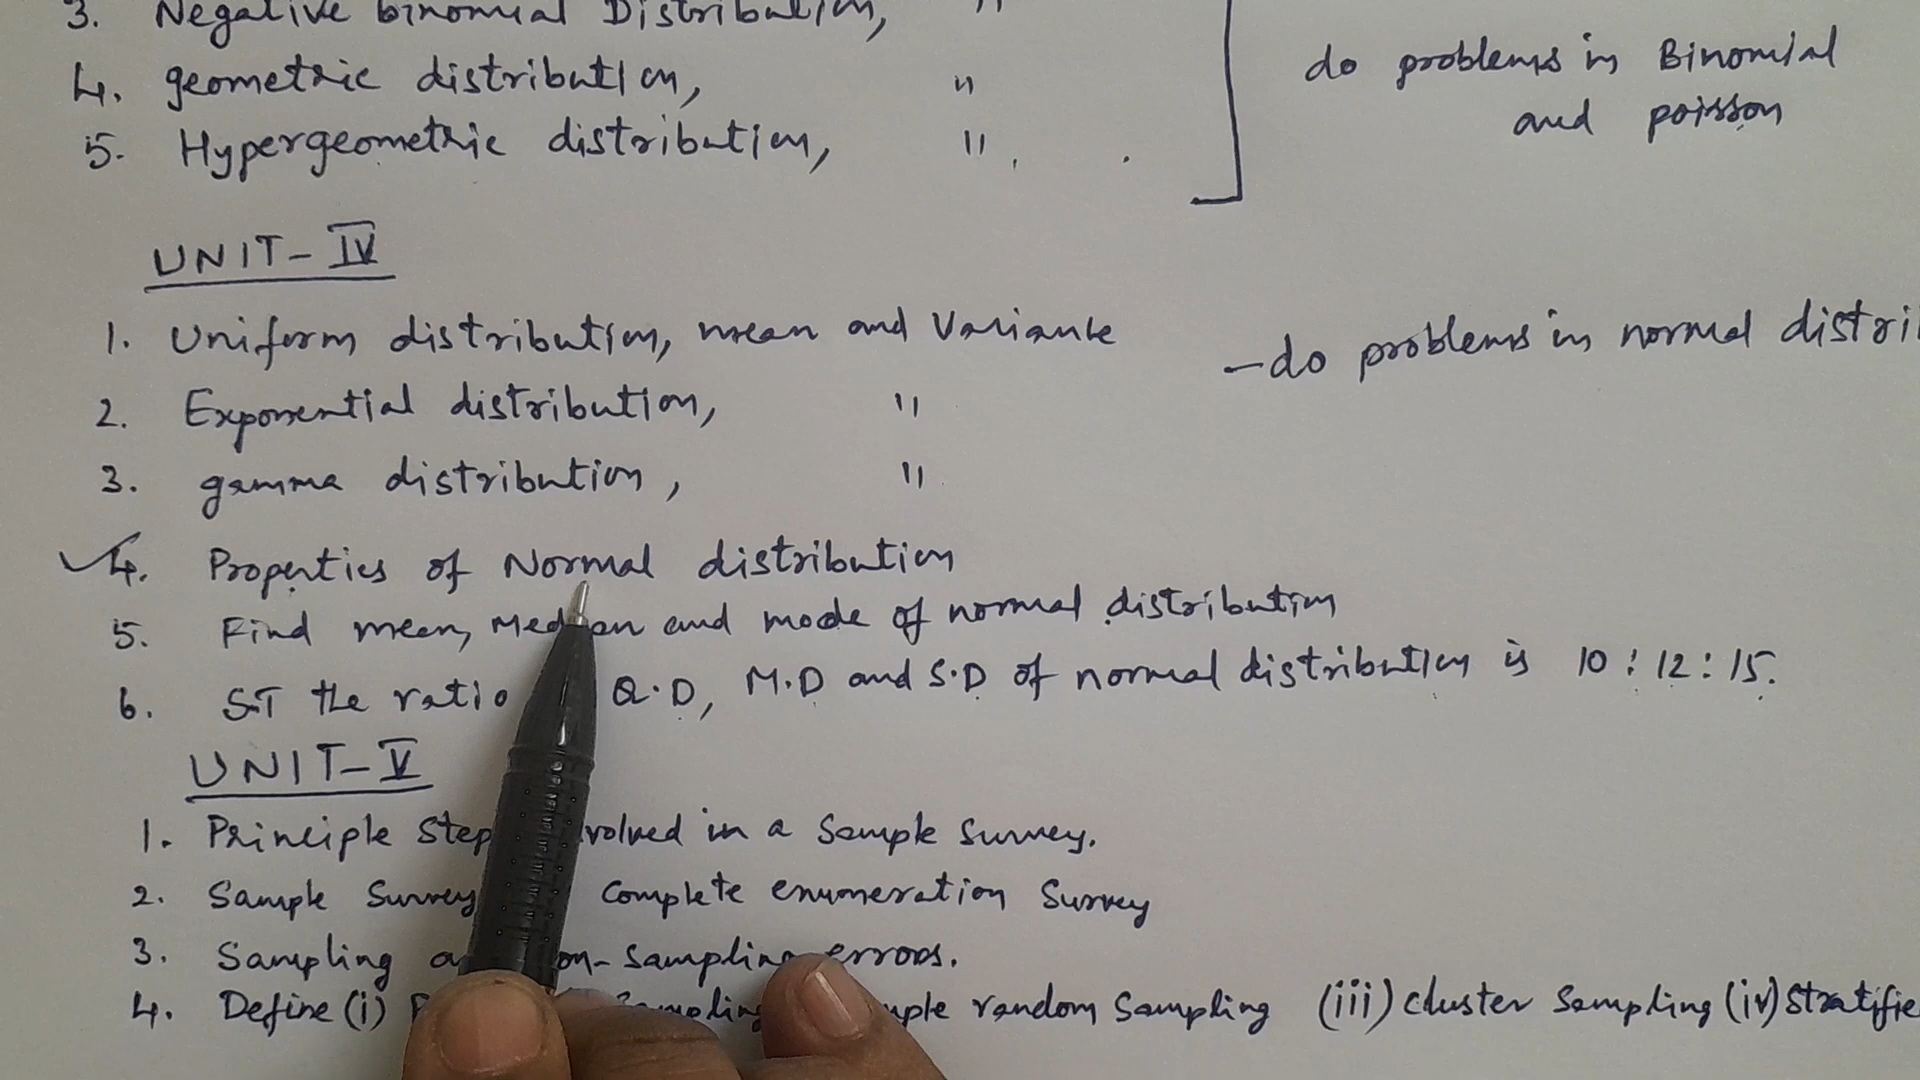 3. Negative binomial Distribution, "
4. geometric distribution, "
5. Hypergeometric distribution, ".
do problems in Binomial
and poisson
UNIT-IV
1. Uniform distribution, mean and Variance
- do problems in normal distri
2. Exponential distribution, "
3. gamma distribution, "
4. Properties of Normal distribution
5. Find mean, Median and mode of normal distribution
6. S.T the ratio Q.D, M.D and S.D of normal distribution is 10:12:15.
UNIT-V
1. Principle Step volved in a Sample Survey.
2. Sample Survey Complete enumeration Survey
3. Sampling on-Sampling errors.
4. Define (i) random Sampling (iii) Cluster Sampling (iv) Stratifie